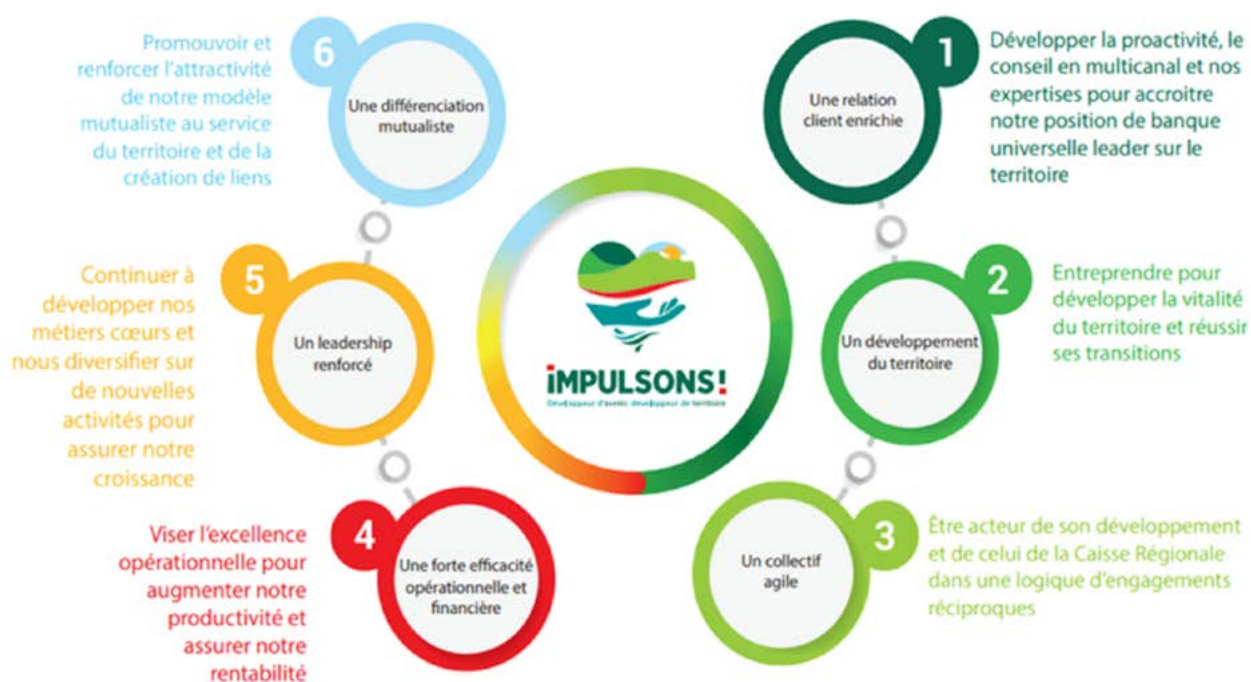 1
Une relation
client enrichie
Développer la proactivité, le
conseil en multicanal et nos
expertises pour accroitre
notre position de banque
universelle leader sur le
territoire
2
Un développement
du territoire
Entreprendre pour
développer la vitalité
du territoire et réussir
ses transitions
3
Un collectif
agile
Être acteur de son développement
et de celui de la Caisse Régionale
dans une logique d'engagements
réciproques
4
Une forte efficacité
opérationnelle et
financière
Viser l'excellence
opérationnelle pour
augmenter notre
productivité et
assurer notre
rentabilité
5
Un leadership
renforcé
Continuer à
développer nos
métiers cœurs et
nous diversifier sur
de nouvelles
activités pour
assurer notre
croissance
6
Une différenciation
mutualiste
Promouvoir et
renforcer l'attractivité
de notre modèle
mutualiste au service
du territoire et de la
création de liens
iMPULSONS!
Développeur d'avenir, développeur de territoire